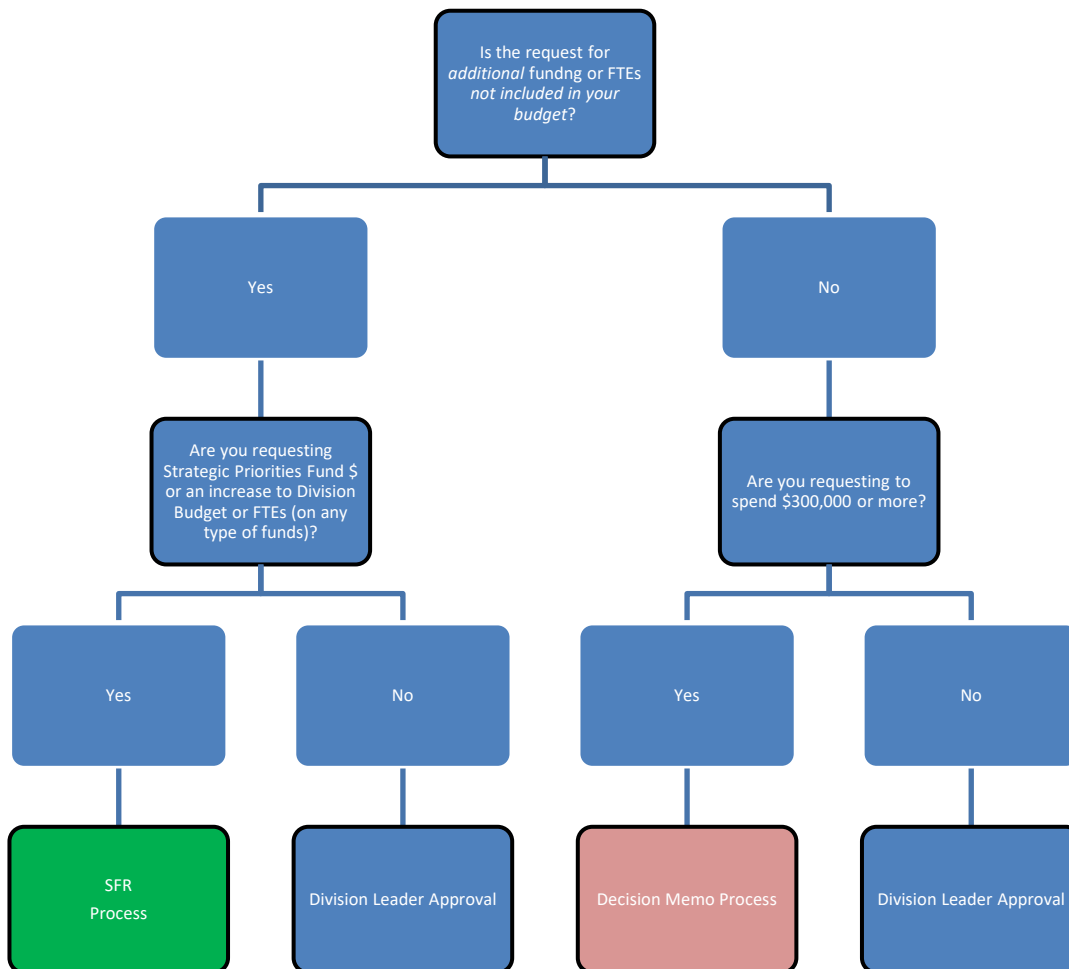 Is the request for
additional fundng or FTEs
not included in your
budget?
Yes
No
Are you requesting
Strategic Priorities Fund $
or an increase to Division
Budget or FTEs (on any
type of funds)?
Are you requesting to
spend $300,000 or more?
Yes
No
Yes
No
SFR
Process
Division Leader Approval
Decision Memo Process
Division Leader Approval